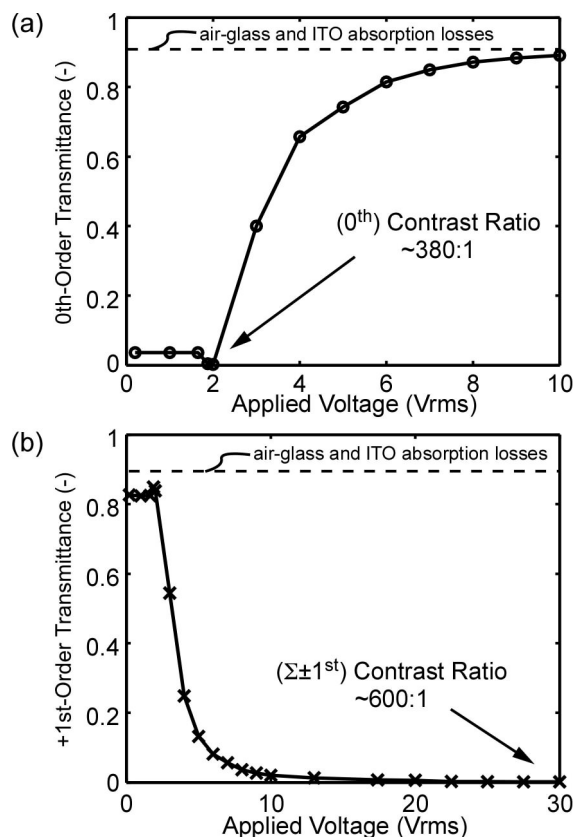 (a)
1
air-glass and ITO absorption losses
0.8
0.6
0.4
0.2
0
0th-Order Transmittance (-)
(0th) Contrast Ratio
~380:1
0 2 4 6 8 10
Applied Voltage (Vrms)
(b)
1
air-glass and ITO absorption losses
0.8
0.6
0.4
0.2
0
+1st-Order Transmittance (-)
(Σ±1st) Contrast Ratio
~600:1
0 10 20 30
Applied Voltage (Vrms)